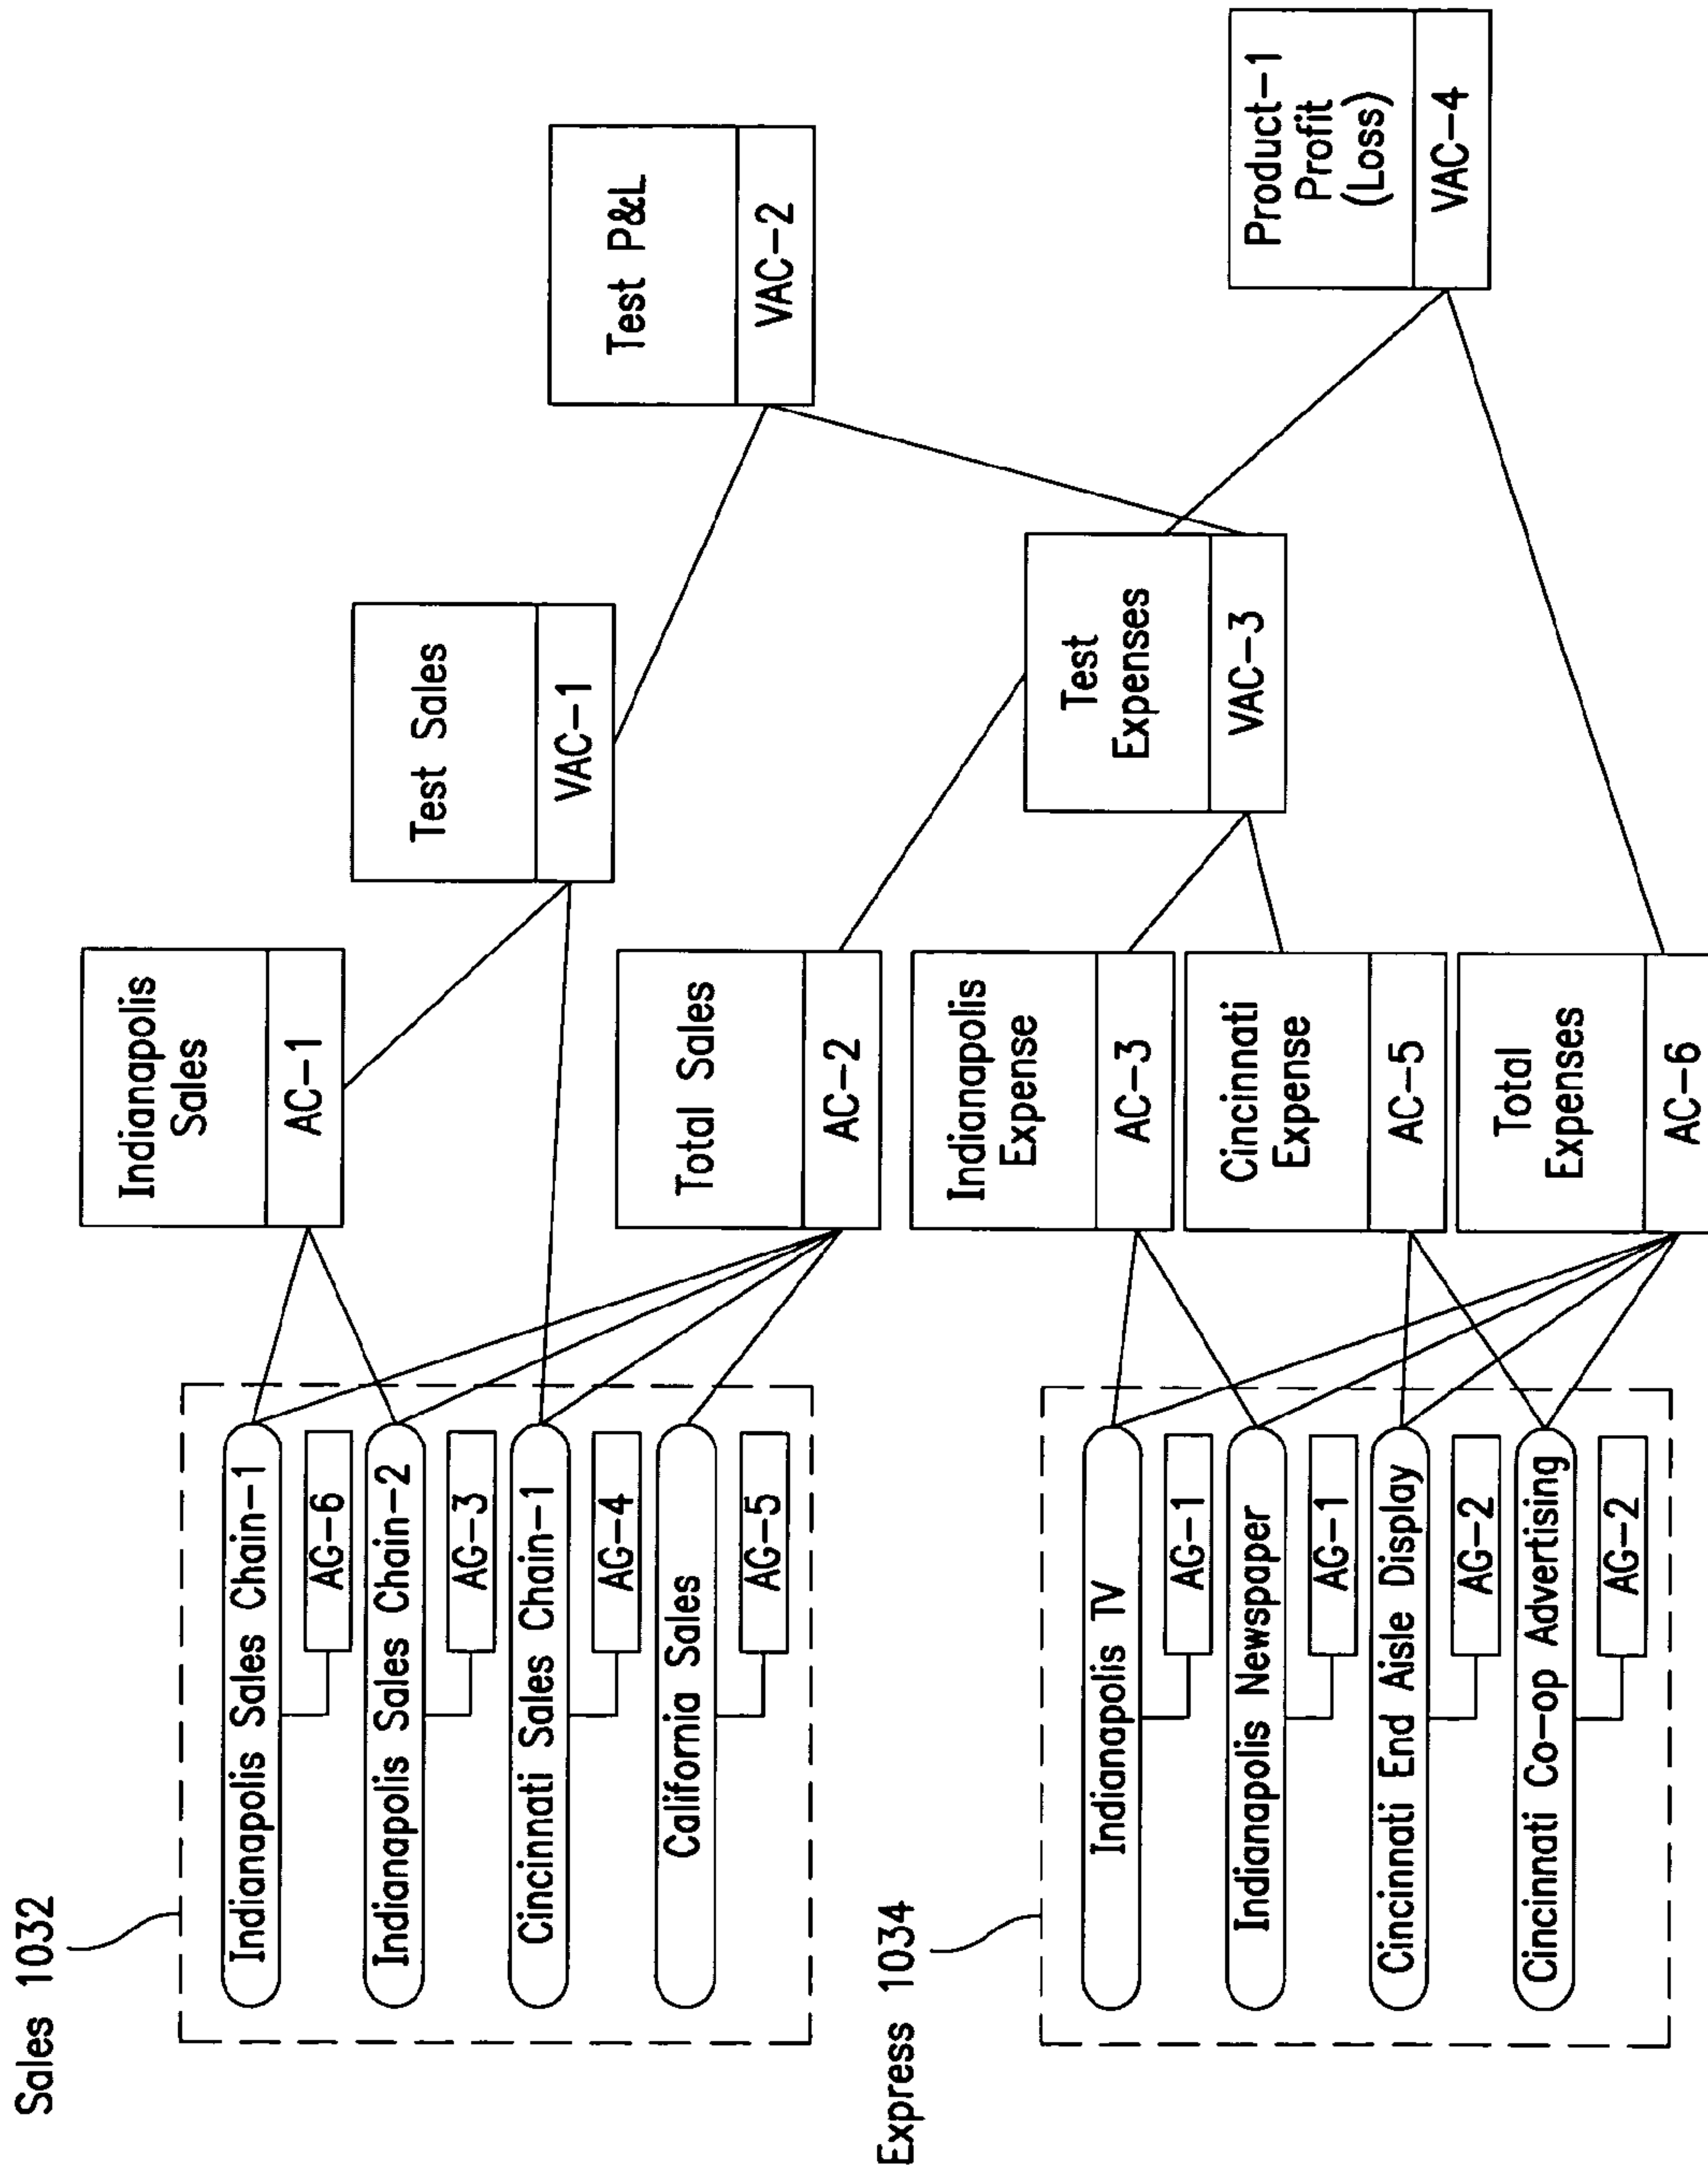 Sales 1032
Indianapolis Sales Chain-1
AG-6
Indianapolis Sales Chain-2
AG-3
Cincinnati Sales Chain-1
AG-4
California Sales
AG-5
Express 1034
Indianapolis TV
AG-1
Indianapolis Newspaper
AG-1
Cincinnati End Aisle Display
AG-2
Cincinnati Co-op Advertising
AG-2
Indianapolis
Sales
AC-1
Total Sales
AC-2
Indianapolis
Expense
AC-3
Cincinnati
Expense
AC-5
Total
Expenses
AC-6
Test Sales
VAC-1
Test
Expenses
VAC-3
Test P&L
VAC-2
Product-1
Profit
(Loss)
VAC-4